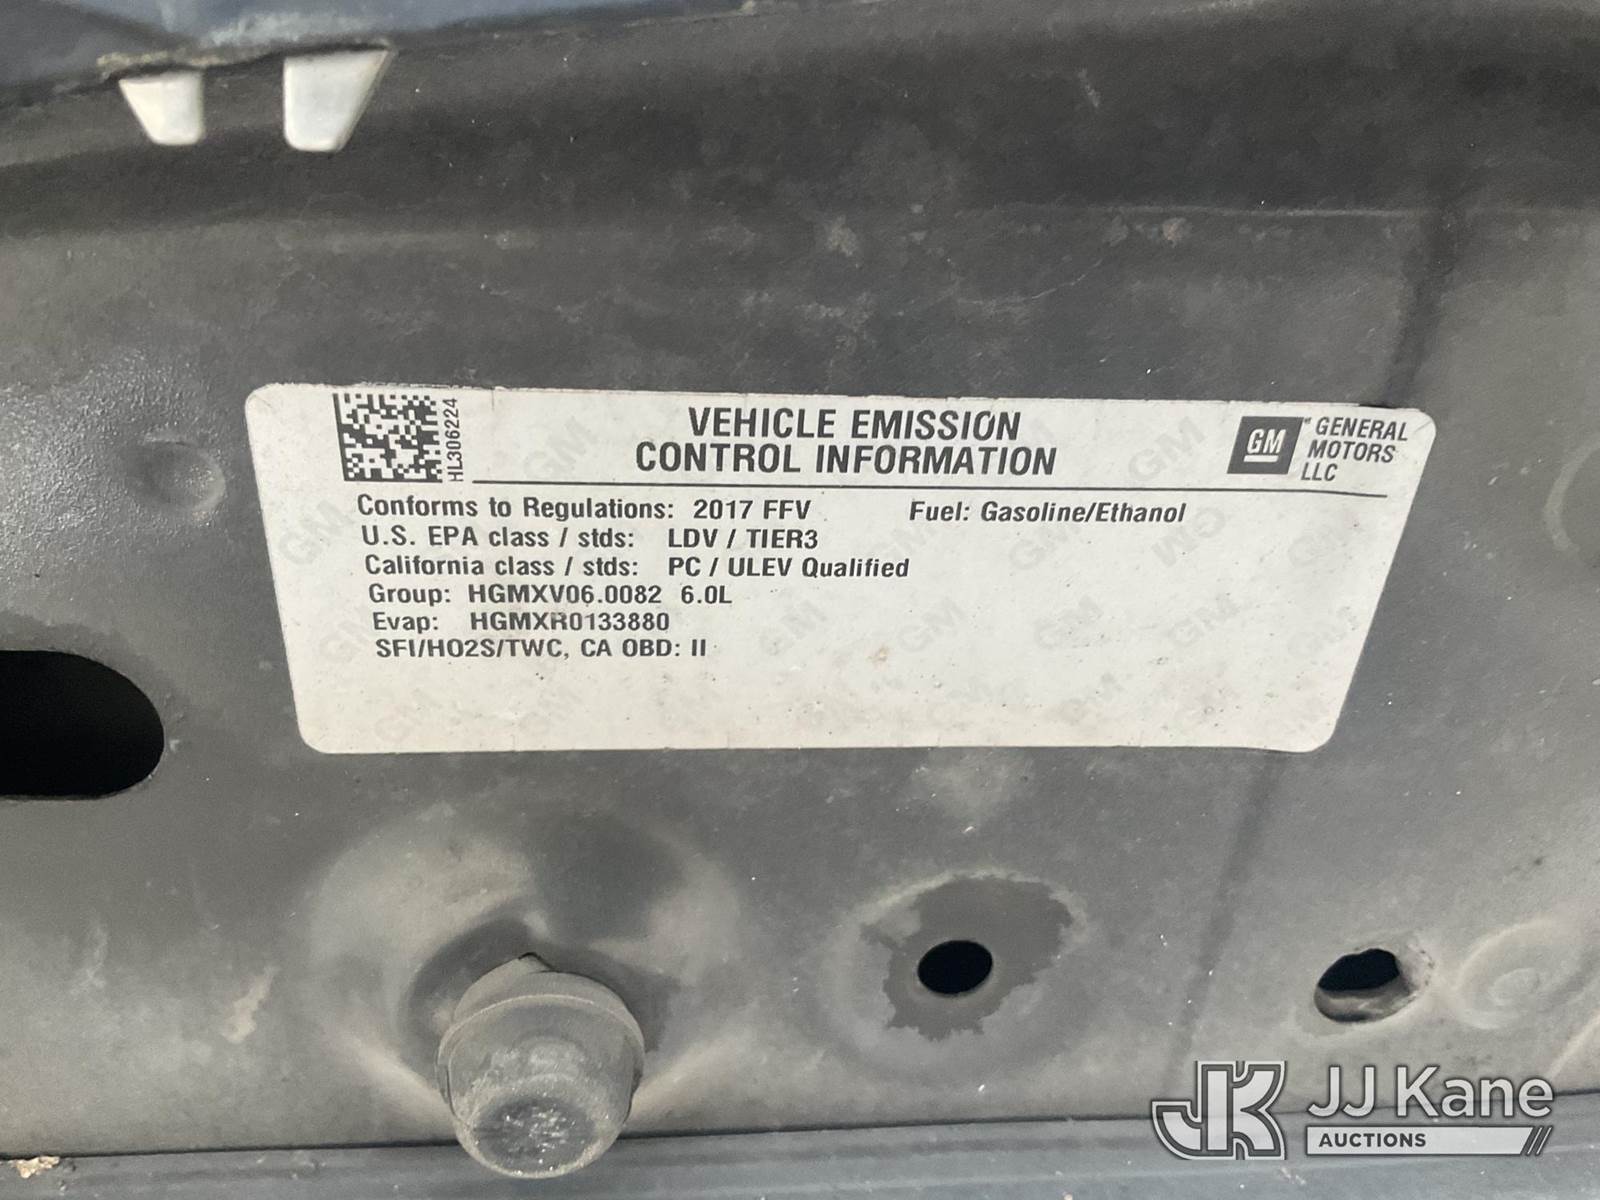 HL306224
VEHICLE EMISSION
CONTROL INFORMATION
GM
GENERAL
MOTORS
LLC
Conforms to Regulations: 2017 FFV Fuel: Gasoline/Ethanol
U.S. EPA class / stds: LDV / TIER3
California class / stds: PC / ULEV Qualified
Group: HGMXV06.0082 6.0L
Evap: HGMXR0133880
SFI/HO2S/TWC, CA OBD: II
JK JJ Kane
AUCTIONS